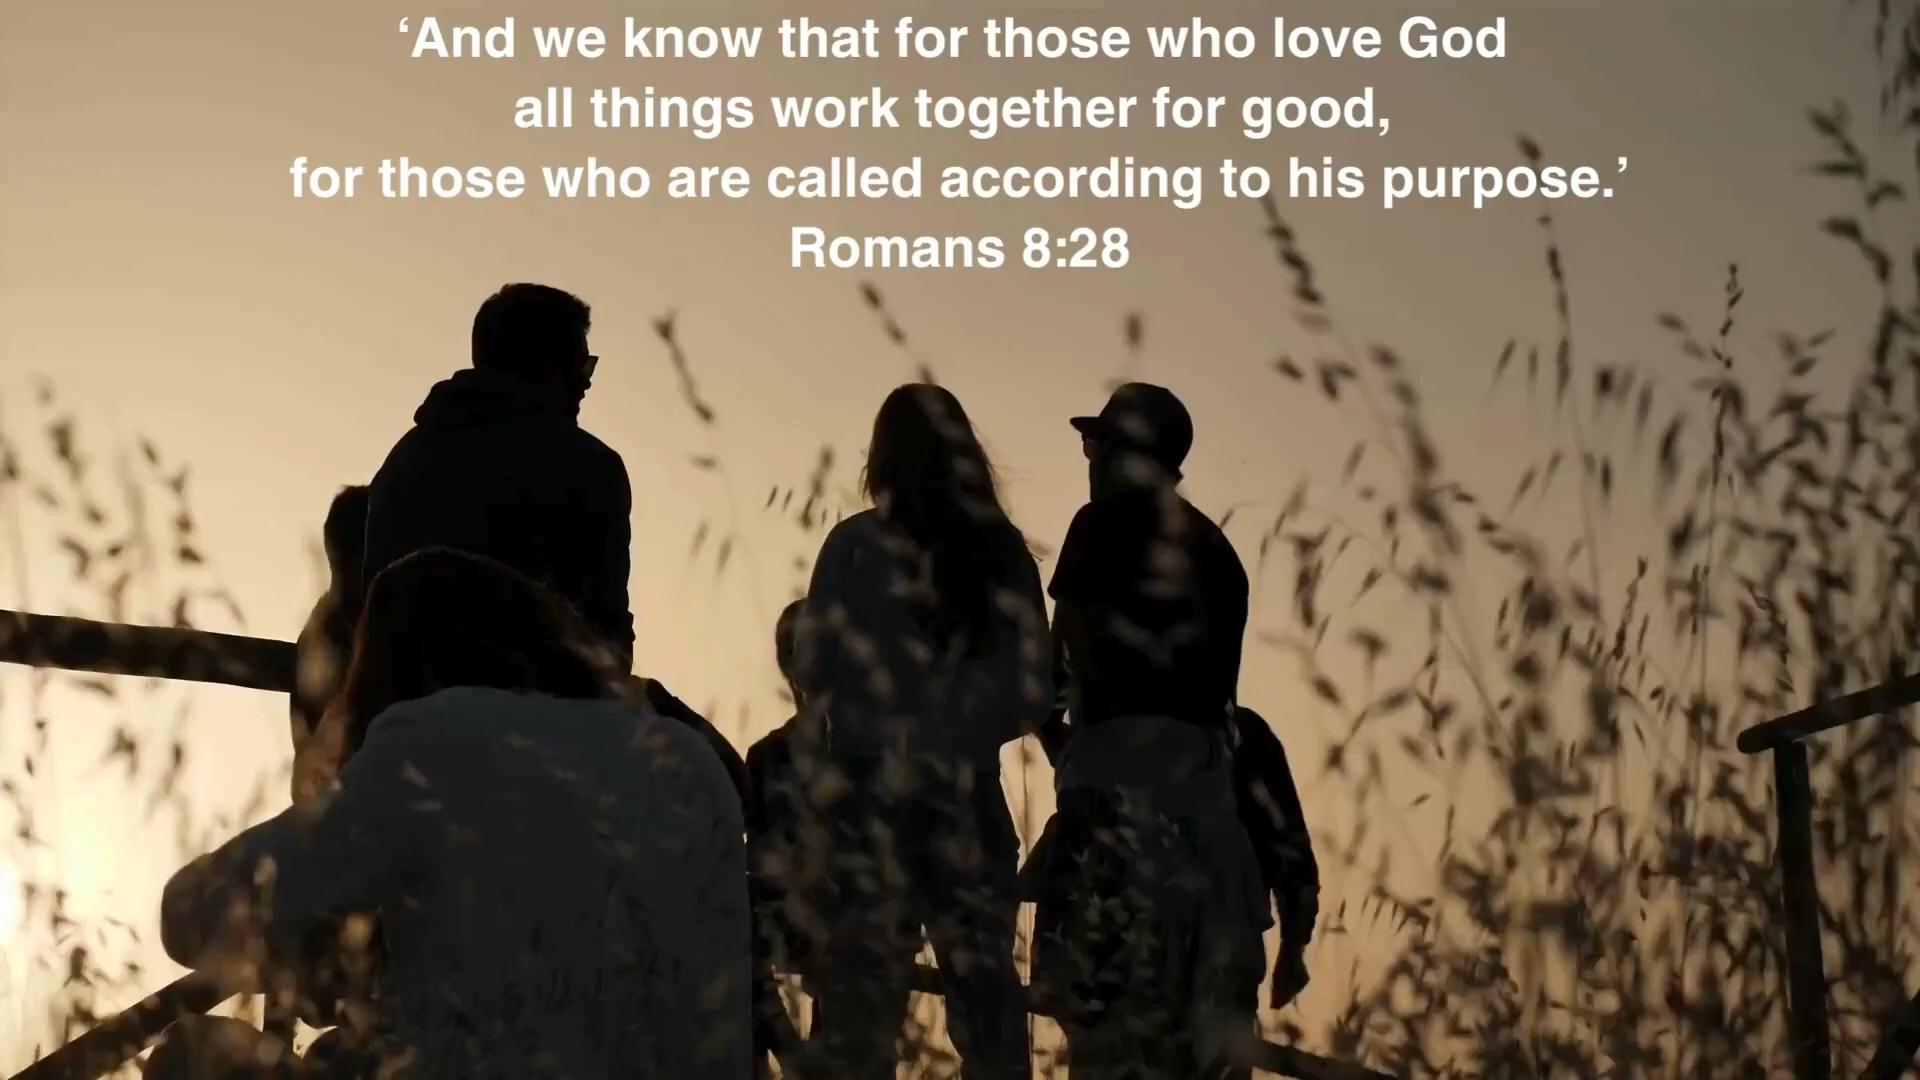 ‘And we know that for those who love God
all things work together for good,
for those who are called according to his purpose.’
Romans 8:28